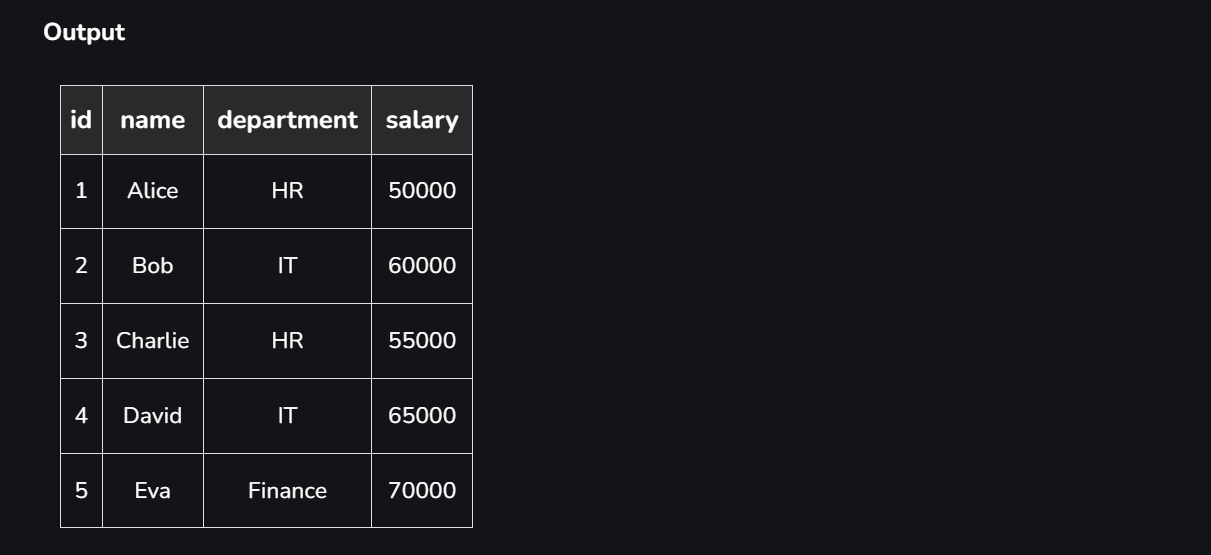 Output
id name department salary
1 Alice HR 50000
2 Bob IT 60000
3 Charlie HR 55000
4 David IT 65000
5 Eva Finance 70000